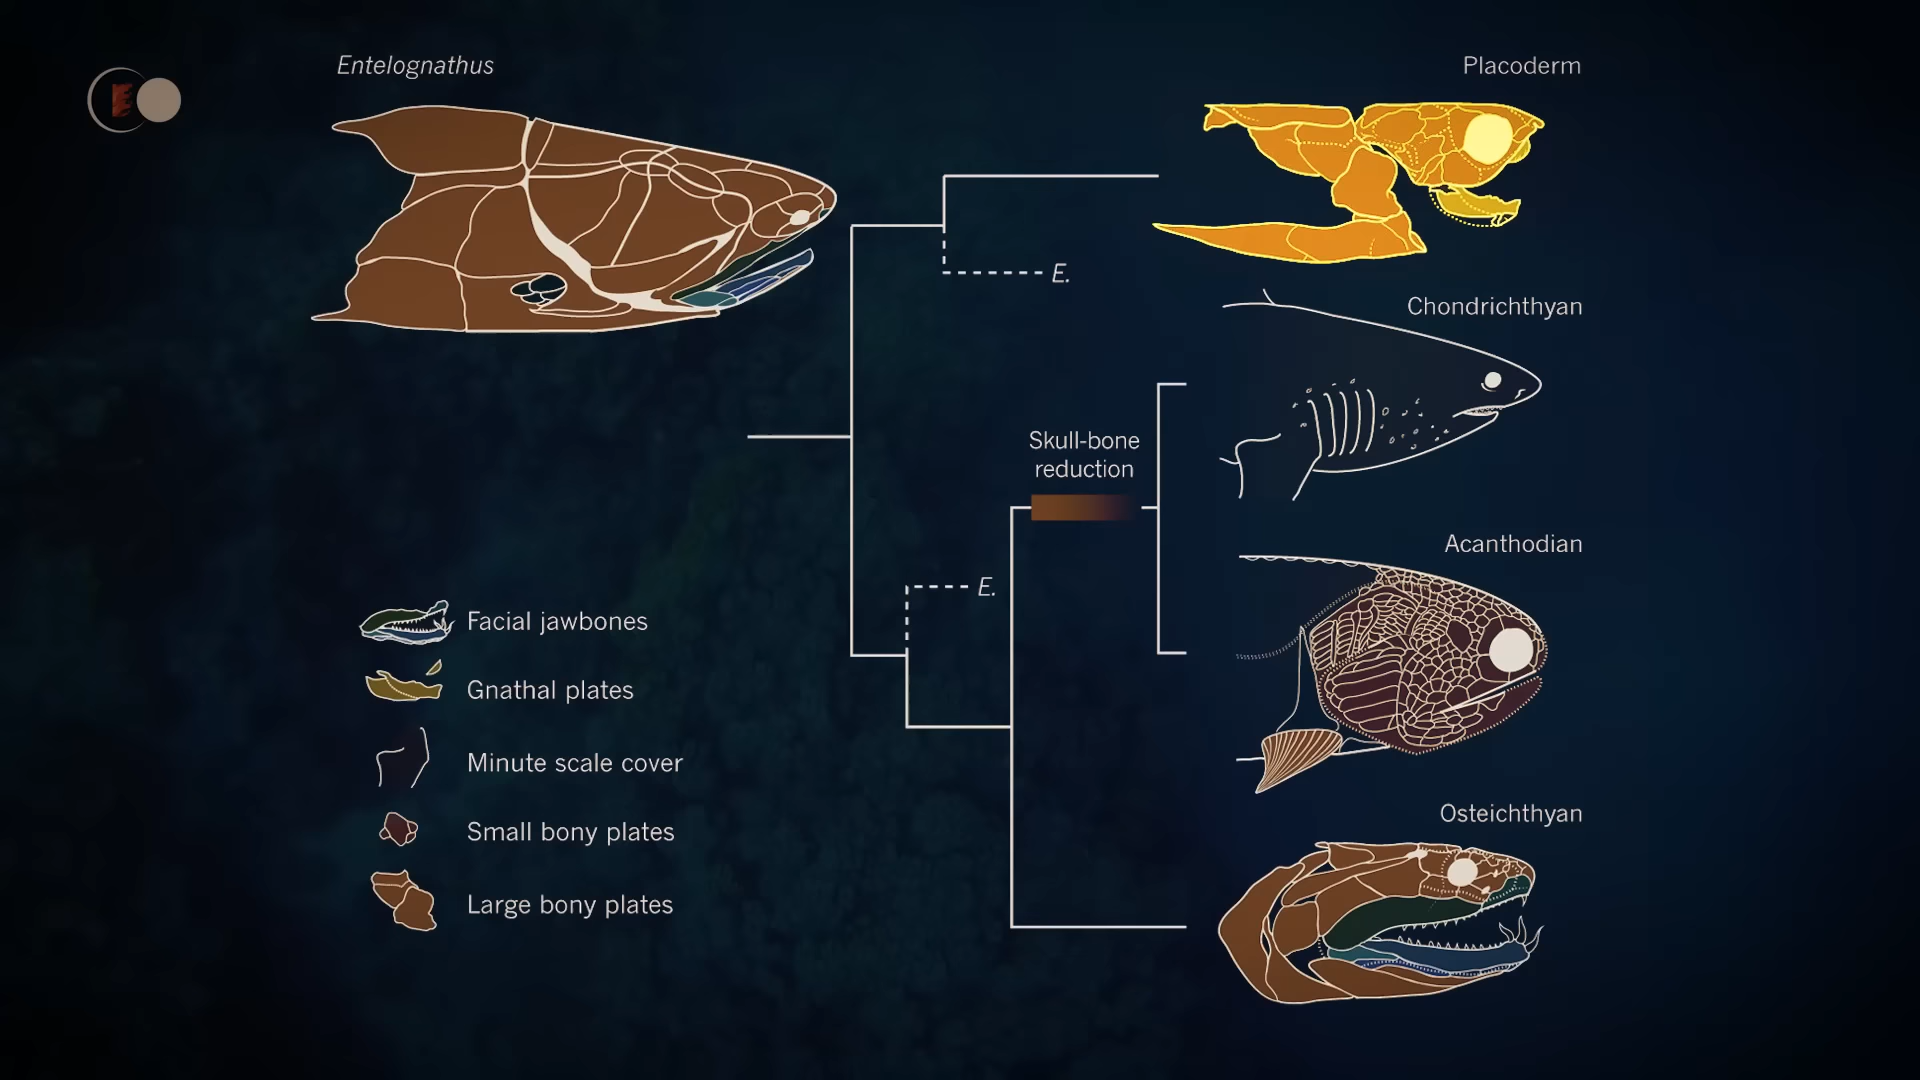 Entelognathus
Placoderm
E.
Chondrichthyan
Skull-bone
reduction
Acanthodian
E.
Facial jawbones
Gnathal plates
Minute scale cover
Small bony plates
Large bony plates
Osteichthyan